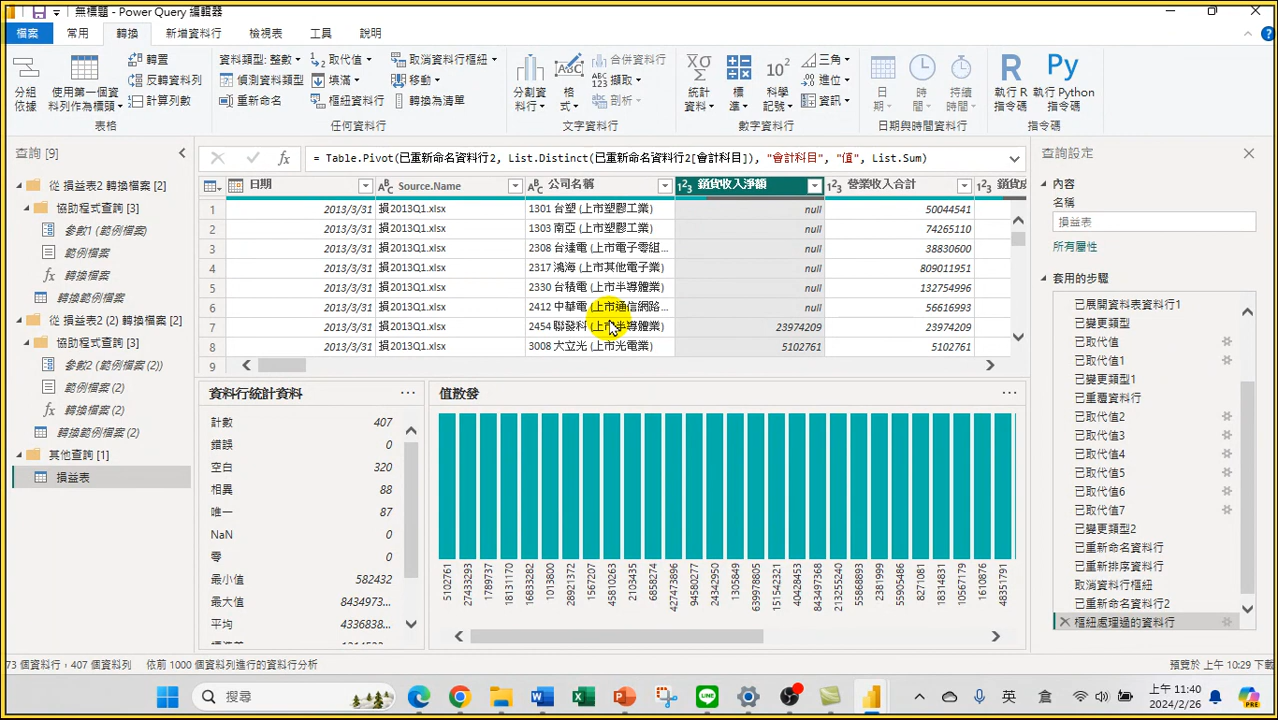 無標題 - Power Query 編輯器
檔案 常用 轉換 新增資料行 檢視表 工具 說明
分組依據
使用第一個資料列作為標頭
轉置
反轉資料列
計算列數
表格
資料類型: 整數
偵測資料類型
重新命名
取代值
填滿
樞紐資料行
取消資料行樞紐
移動
轉換為清單
任何資料行
分割資料行
格式
合併資料行
擷取
剖析
文字資料行
統計資料
標準
科學記號
三角
進位
資訊
數字資料行
日期
時間
持續時間
日期與時間資料行
執行 R 指令碼
執行 Python 指令碼
指令碼
查詢 [9]
從 損益表2 轉換檔案 [2]
協助程式查詢 [3]
參數1 (範例檔案)
範例檔案
轉換檔案
轉換範例檔案
從 損益表2 (2) 轉換檔案 [2]
協助程式查詢 [3]
參數2 (範例檔案 (2))
範例檔案 (2)
轉換檔案 (2)
轉換範例檔案 (2)
其他查詢 [1]
損益表
= Table.Pivot(已重新命名資料行2, List.Distinct(已重新命名資料行2[會計科目]), "會計科目", "值", List.Sum)
日期 Source.Name 公司名稱 銷貨收入淨額 營業收入合計
1 2013/3/31 損2013Q1.xlsx 1301 台塑 (上市塑膠工業) null 50044541
2 2013/3/31 損2013Q1.xlsx 1303 南亞 (上市塑膠工業) null 74265110
3 2013/3/31 損2013Q1.xlsx 2308 台達電 (上市電子零組... null 38830600
4 2013/3/31 損2013Q1.xlsx 2317 鴻海 (上市其他電子業) null 809011951
5 2013/3/31 損2013Q1.xlsx 2330 台積電 (上市半導體業) null 132754996
6 2013/3/31 損2013Q1.xlsx 2412 中華電 (上市通信網路... null 56616993
7 2013/3/31 損2013Q1.xlsx 2454 聯發科 (上市半導體業) 23974209 23974209
8 2013/3/31 損2013Q1.xlsx 3008 大立光 (上市光電業) 5102761 5102761
9
資料行統計資料
計數 407
錯誤 0
空白 320
相異 88
唯一 87
NaN 0
零 0
最小值 582432
最大值 8434973...
平均 4336838...
值散發
5102761
27433293
1789737
18131170
16833282
1013800
28921372
1567207
45810263
2103435
6658274
427473896
94580277
24342950
1305849
639978805
151542321
40428453
843497368
213255240
55868893
2381999
55905486
8271081
18314831
10567179
1610876
48351791
查詢設定
內容
名稱
損益表
所有屬性
套用的步驟
已展開資料表資料行1
已變更類型
已取代值
已取代值1
已變更類型1
已重覆資料行
已取代值2
已取代值3
已取代值4
已取代值5
已取代值6
已取代值7
已變更類型2
已重新命名資料行
已重新排序資料行
取消資料行樞紐
已重新命名資料行2
樞紐處理過的資料行
73 個資料行，407 個資料列 依前 1000 個資料列進行的資料行分析
預覽於 上午 10:29 下載
搜尋
英
上午 11:40
2024/2/26